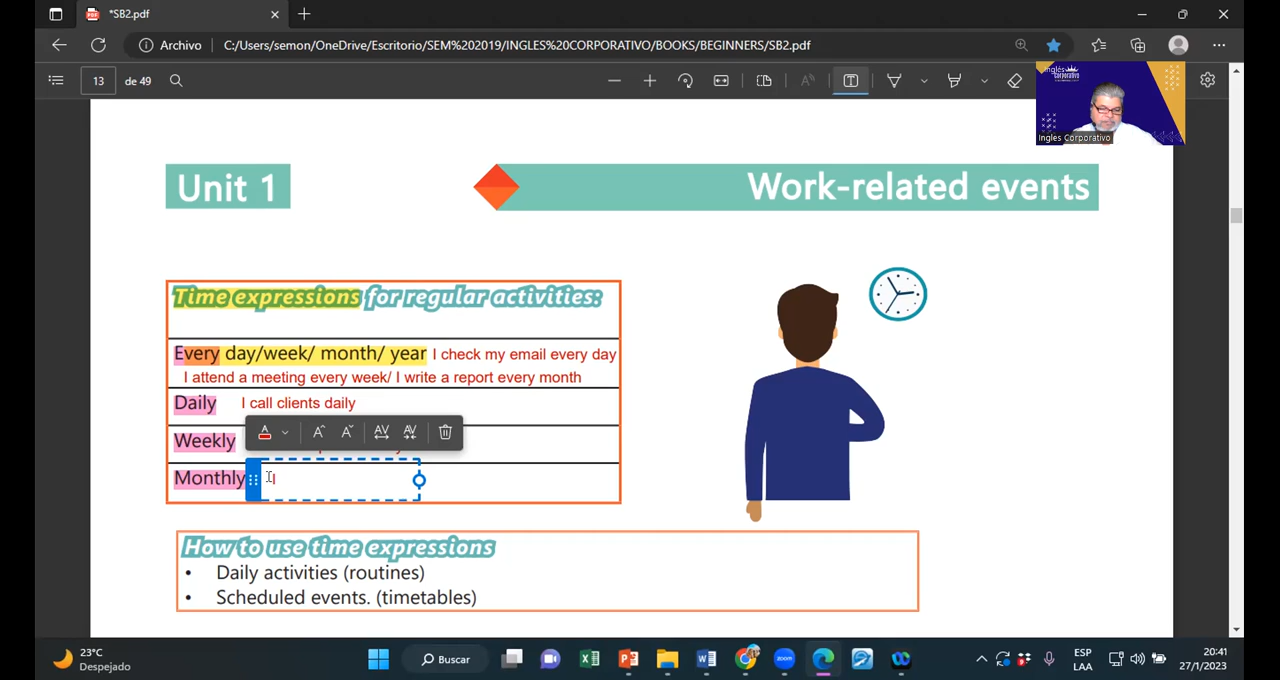 *SB2.pdf
Archivo
C:/Users/semon/OneDrive/Escritorio/SEM%202019/INGLES%20CORPORATIVO/BOOKS/BEGINNERS/SB2.pdf
13 de 49
Inglés Corporativo
Ingles Corporativo
Unit 1
Work-related events
Time expressions for regular activities:
Every day/week/ month/ year I check my email every day
I attend a meeting every week/ I write a report every month
Daily I call clients daily
Weekly
Monthly I
How to use time expressions
• Daily activities (routines)
• Scheduled events. (timetables)
23°C
Despejado
Buscar
zoom
ESP
LAA
20:41
27/1/2023